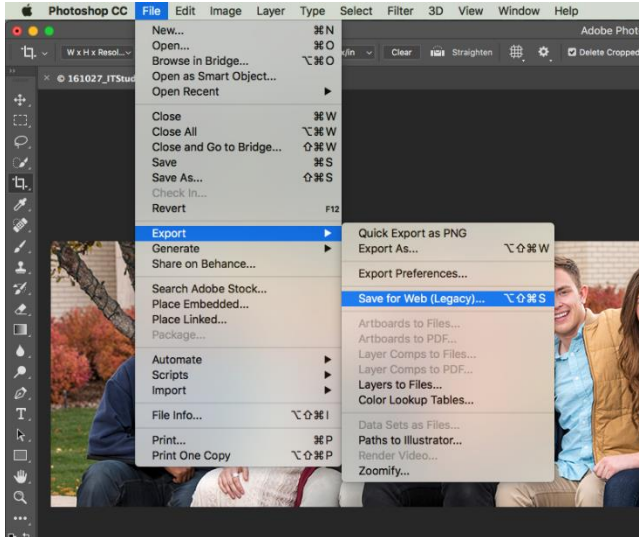 Photoshop CC File Edit Image Layer Type Select Filter 3D View Window Help
Adobe Phot
W x H x Resol... x/in Clear Straighten Delete Cropped
× © 161027_ITStud
New... ⌘N
Open... ⌘O
Browse in Bridge... ⌥⌘O
Open as Smart Object...
Open Recent
Close ⌘W
Close All ⌥⌘W
Close and Go to Bridge... ⇧⌘W
Save ⌘S
Save As... ⇧⌘S
Check In...
Revert F12
Export
Generate
Share on Behance...
Search Adobe Stock...
Place Embedded...
Place Linked...
Package...
Automate
Scripts
Import
File Info... ⌥⇧⌘I
Print... ⌘P
Print One Copy ⌥⇧⌘P
Quick Export as PNG
Export As... ⌥⇧⌘W
Export Preferences...
Save for Web (Legacy)... ⌥⇧⌘S
Artboards to Files...
Artboards to PDF...
Layer Comps to Files...
Layer Comps to PDF...
Layers to Files...
Color Lookup Tables...
Data Sets as Files...
Paths to Illustrator...
Render Video...
Zoomify...